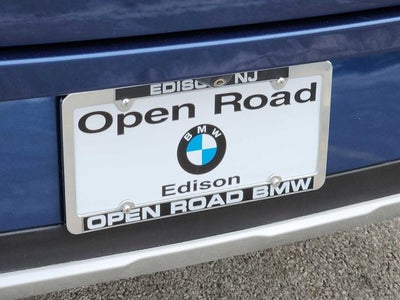 EDISON NJ
Open Road
BMW
Edison
OPEN ROAD BMW